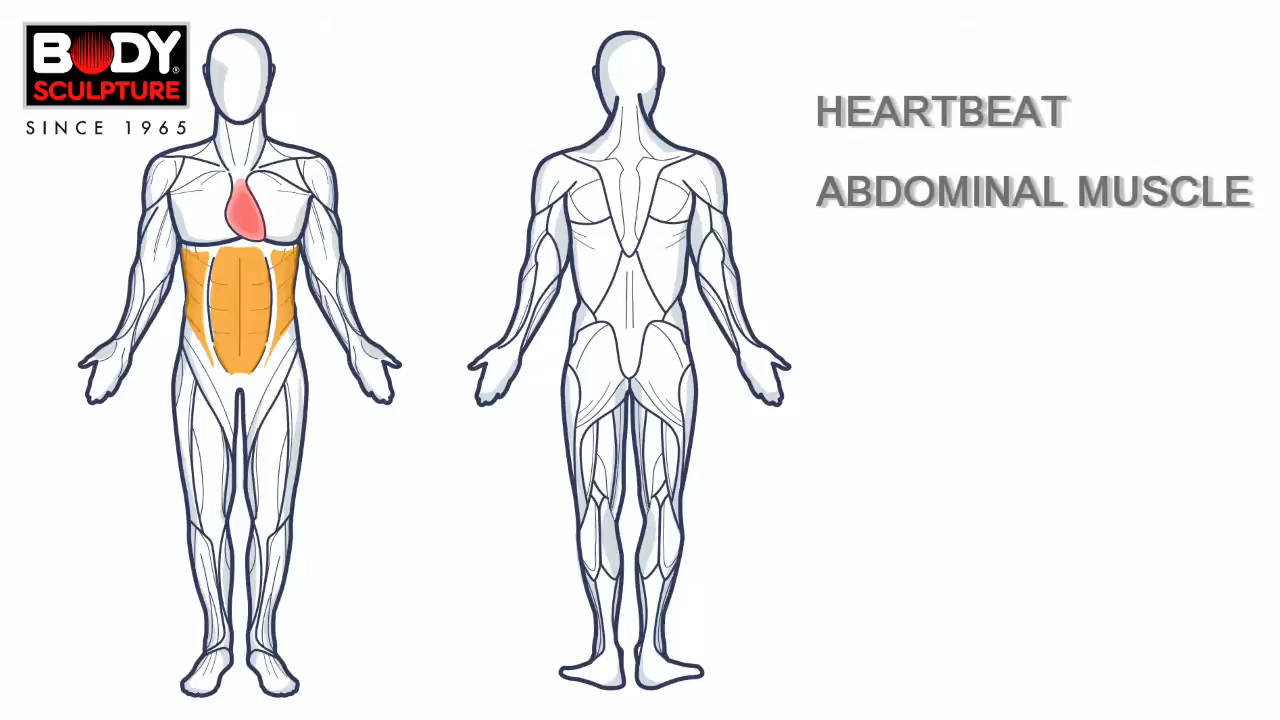 BODY
SCULPTURE
SINCE 1965
HEARTBEAT
ABDOMINAL MUSCLE